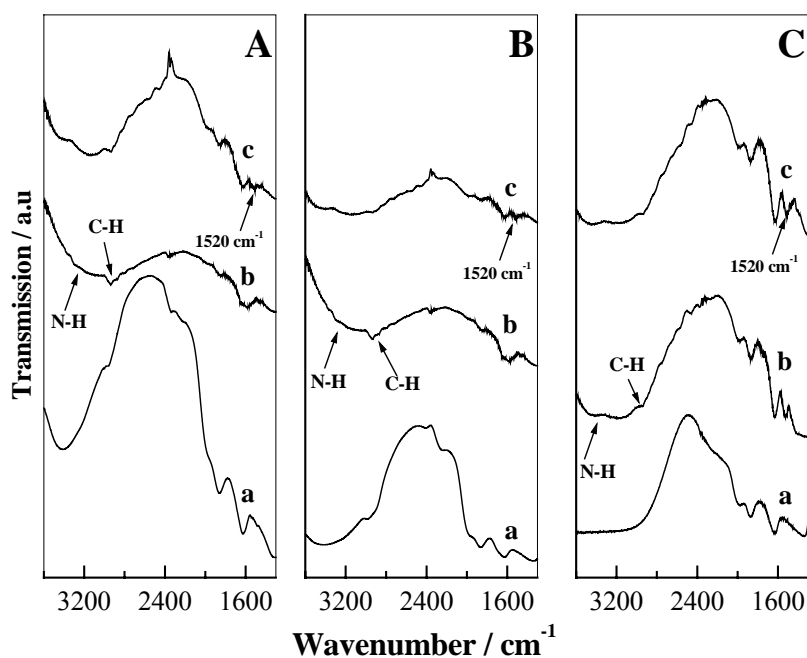 A
B
C
c
1520 cm-1
C-H
N-H
b
a
c
1520 cm-1
b
N-H
C-H
a
c
1520 cm-1
C-H
b
N-H
a
Transmission / a.u
3200 2400 1600
3200 2400 1600
3200 2400 1600
Wavenumber / cm-1